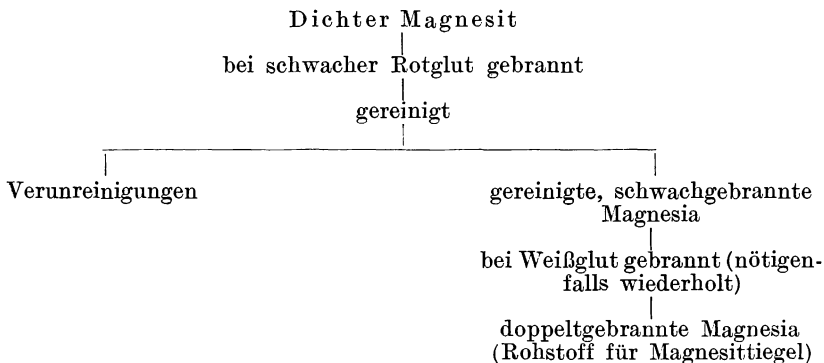 Dichter Magnesit
bei schwacher Rotglut gebrannt
gereinigt
Verunreinigungen
gereinigte, schwachgebrannte
Magnesia
bei Weißglut gebrannt (nötigen-
falls wiederholt)
doppeltgebrannte Magnesia
(Rohstoff für Magnesittiegel)